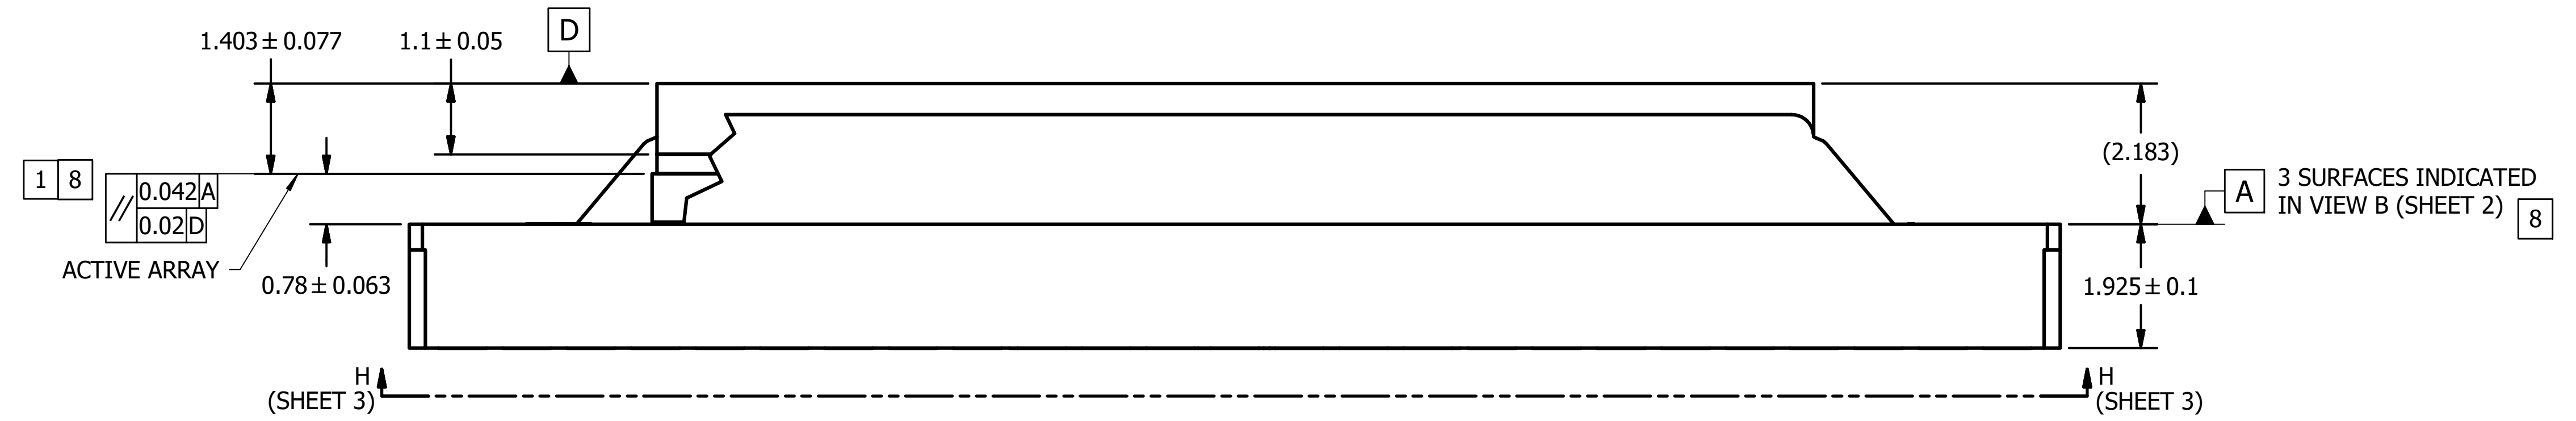 1.403 ± 0.077
1.1 ± 0.05
D
(2.183)
1 8
// 0.042 A
0.02 D
A
3 SURFACES INDICATED
IN VIEW B (SHEET 2)
8
ACTIVE ARRAY
0.78 ± 0.063
1.925 ± 0.1
H
(SHEET 3)
H
(SHEET 3)